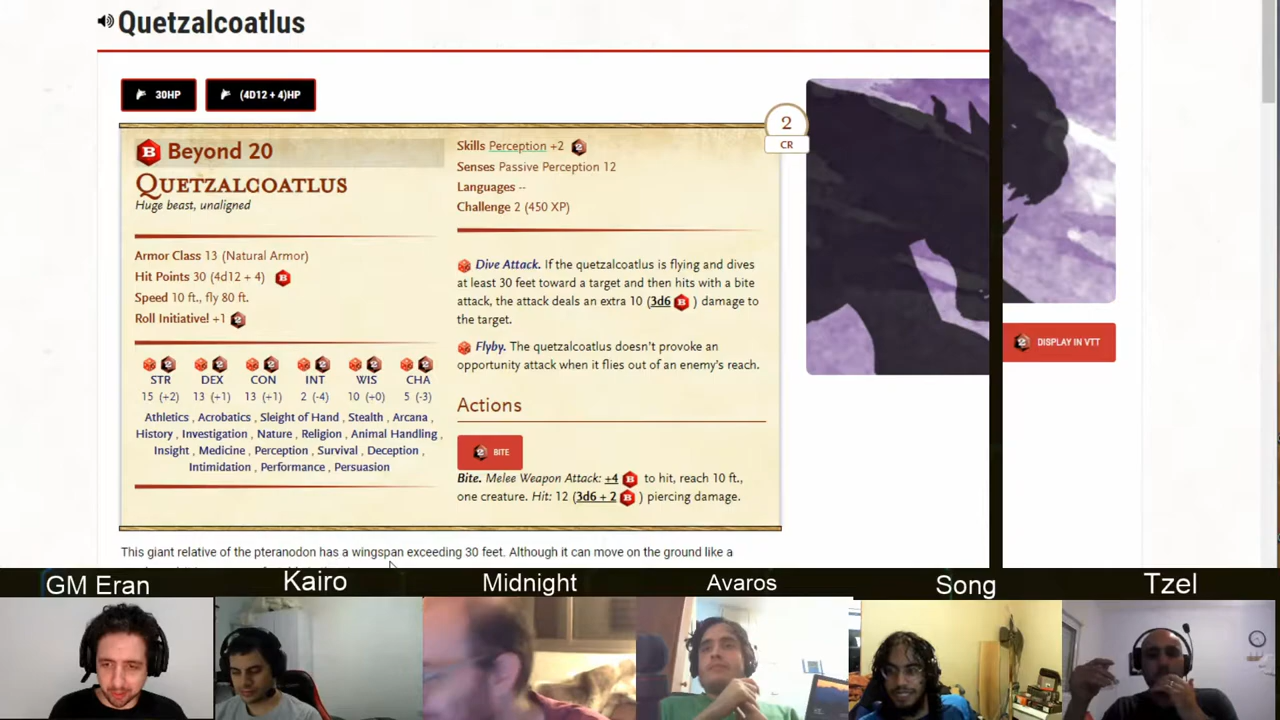 Quetzalcoatlus
30HP
(4D12 + 4)HP
2
CR
Beyond 20
QUETZALCOATLUS
Huge beast, unaligned
Armor Class 13 (Natural Armor)
Hit Points 30 (4d12 + 4)
Speed 10 ft., fly 80 ft.
Roll Initiative! +1
STR DEX CON INT WIS CHA
15 (+2) 13 (+1) 13 (+1) 2 (-4) 10 (+0) 5 (-3)
Athletics , Acrobatics , Sleight of Hand , Stealth , Arcana ,
History , Investigation , Nature , Religion , Animal Handling ,
Insight , Medicine , Perception , Survival , Deception ,
Intimidation , Performance , Persuasion
Skills Perception +2
Senses Passive Perception 12
Languages --
Challenge 2 (450 XP)
Dive Attack. If the quetzalcoatlus is flying and dives
at least 30 feet toward a target and then hits with a bite
attack, the attack deals an extra 10 (3d6 B ) damage to
the target.
Flyby. The quetzalcoatlus doesn't provoke an
opportunity attack when it flies out of an enemy's reach.
Actions
BITE
Bite. Melee Weapon Attack: +4 B to hit, reach 10 ft.,
one creature. Hit: 12 (3d6 + 2 B ) piercing damage.
DISPLAY IN VTT
This giant relative of the pteranodon has a wingspan exceeding 30 feet. Although it can move on the ground like a
GM Eran
Kairo
Midnight
Avaros
Song
Tzel